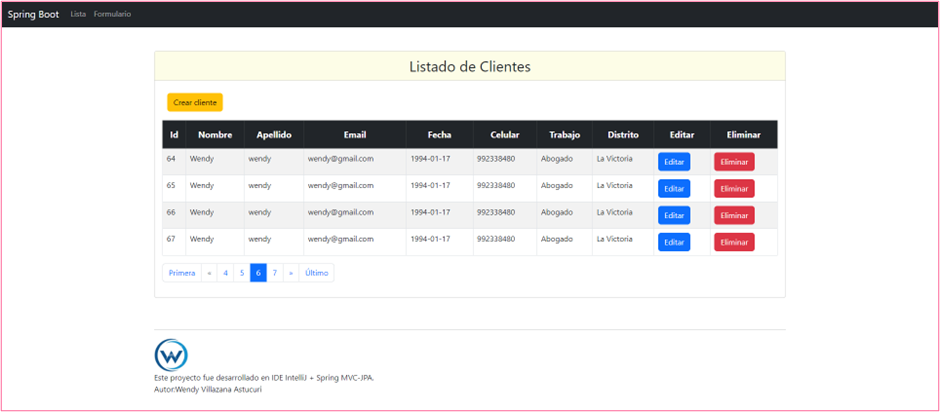 Spring Boot Lista Formulario
Listado de Clientes
Crear cliente
Id Nombre Apellido Email Fecha Celular Trabajo Distrito Editar Eliminar
64 Wendy wendy wendy@gmail.com 1994-01-17 992338480 Abogado La Victoria Editar Eliminar
65 Wendy wendy wendy@gmail.com 1994-01-17 992338480 Abogado La Victoria Editar Eliminar
66 Wendy wendy wendy@gmail.com 1994-01-17 992338480 Abogado La Victoria Editar Eliminar
67 Wendy wendy wendy@gmail.com 1994-01-17 992338480 Abogado La Victoria Editar Eliminar
Primera « 4 5 6 7 » Último
W
Este proyecto fue desarrollado en IDE IntelliJ + Spring MVC-JPA.
Autor:Wendy Villazana Astucuri